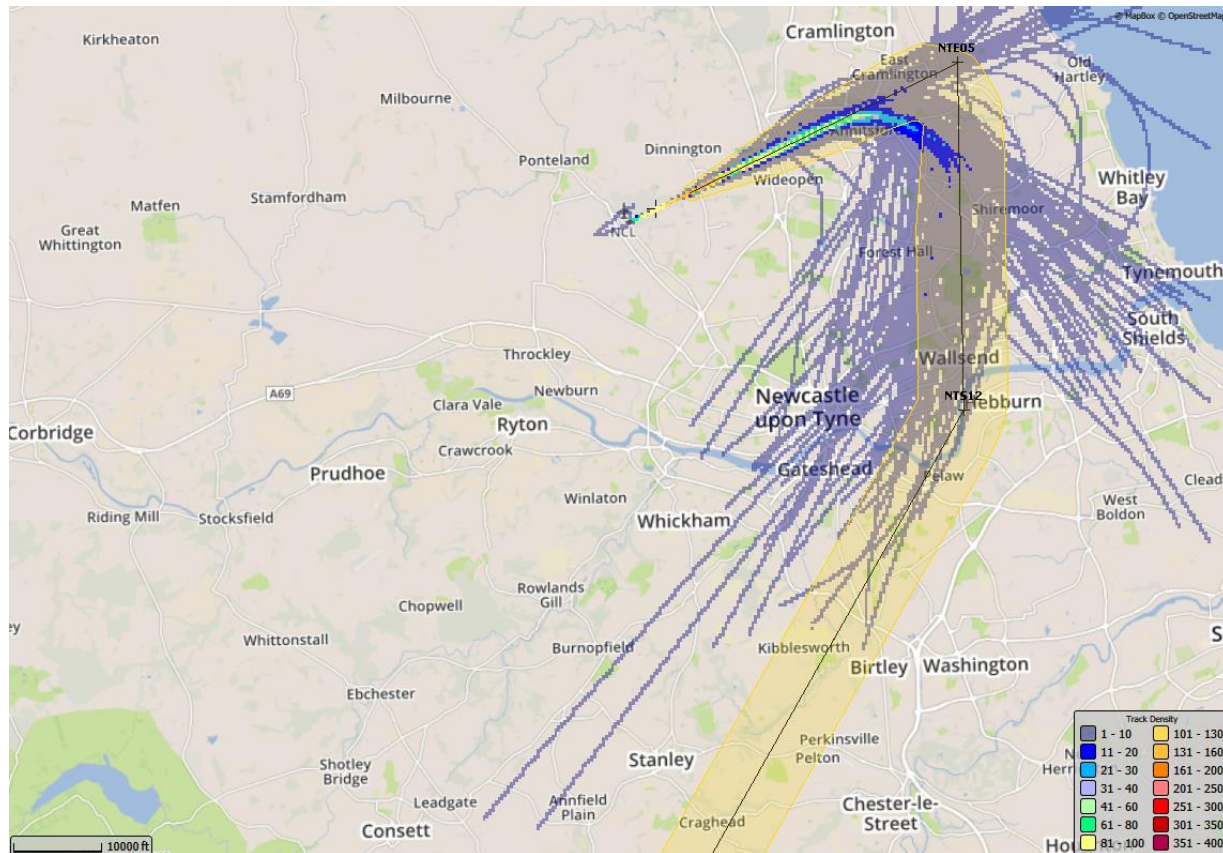 © MapBox © OpenStreetMa
Kirkheaton
Cramlington
NTE05
East
Cramlington
Old
Hartley
Milbourne
Dinnington
Ponteland
Wideopen
Whitley
Bay
Matfen
Stamfordham
Shiremoor
Great
Whittington
NCL
Forest Hall
Tynemouth
South
Shields
Throckley
Wallsend
A69
Newburn
Newcastle
upon Tyne
NTS12
Hebburn
Clara Vale
Ryton
Corbridge
Crawcrook
Prudhoe
Gateshead
Pelaw
Clead
Winlaton
West
Boldon
Riding Mill
Stocksfield
Whickham
Rowlands
Gill
Chopwell
Whittonstall
Burnopfield
Kibblesworth
Birtley
Washington
S
ey
Ebchester
Shotley
Bridge
Stanley
Perkinsville
Pelton
Leadgate
Annfield
Plain
Chester-le-
Street
Consett
Craghead
10000 ft
Track Density
1 - 10
101 - 130
11 - 20
131 - 160
21 - 30
161 - 200
31 - 40
201 - 250
41 - 60
251 - 300
61 - 80
301 - 350
81 - 100
351 - 400